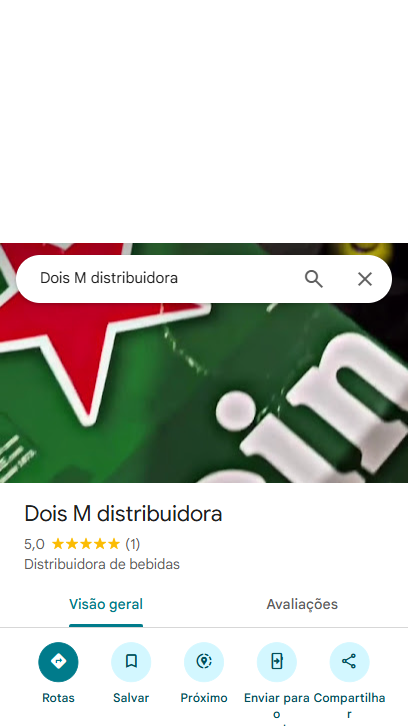 Dois M distribuidora
Dois M distribuidora
5,0 (1)
Distribuidora de bebidas
Visão geral
Avaliações
Rotas
Salvar
Próximo
Enviar para o
Compartilhar